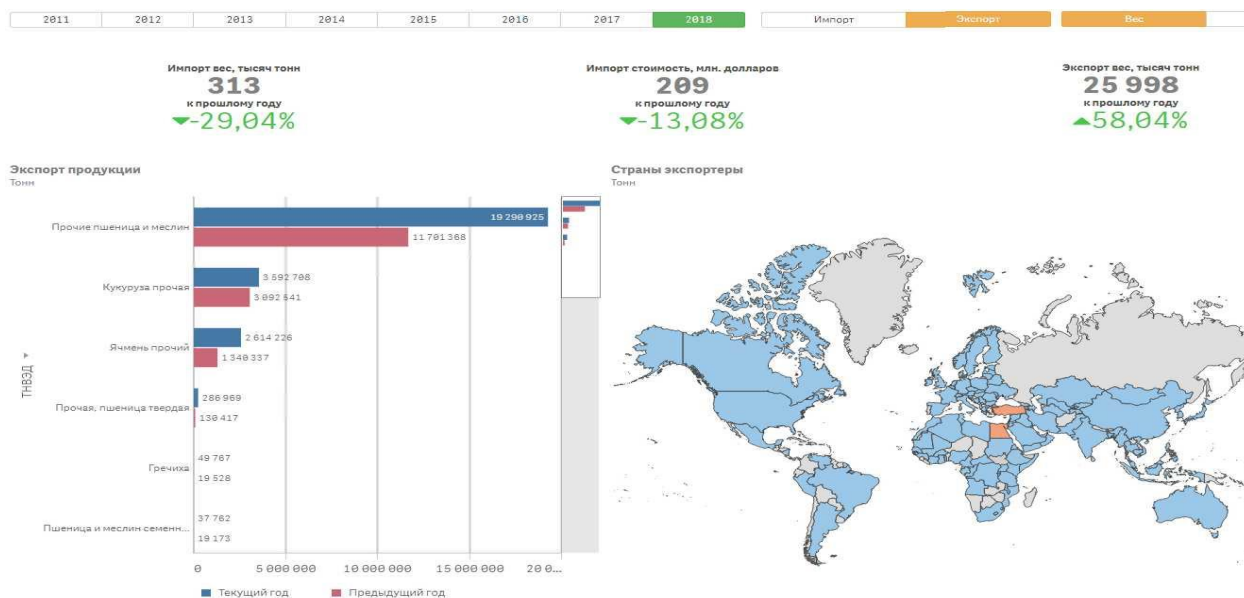 2011 2012 2013 2014 2015 2016 2017 2018 Импорт Экспорт Вес
Импорт вес, тысяч тонн
313
к прошлому году
-29,04%
Импорт стоимость, млн. долларов
209
к прошлому году
-13,08%
Экспорт вес, тысяч тонн
25 998
к прошлому году
58,04%
Экспорт продукции
Тонн
Страны экспортеры
Тонн
ТНВЭД
Прочие пшеница и меслин
19 290 925
11 701 368
Кукуруза прочая
3 592 708
3 092 541
Ячмень прочий
2 614 226
1 340 337
Прочая, пшеница твердая
286 969
130 417
Гречиха
49 767
19 528
Пшеница и меслин семенн...
37 762
19 173
0 5 000 000 10 000 000 15 000 000 20 0...
Текущий год Предыдущий год